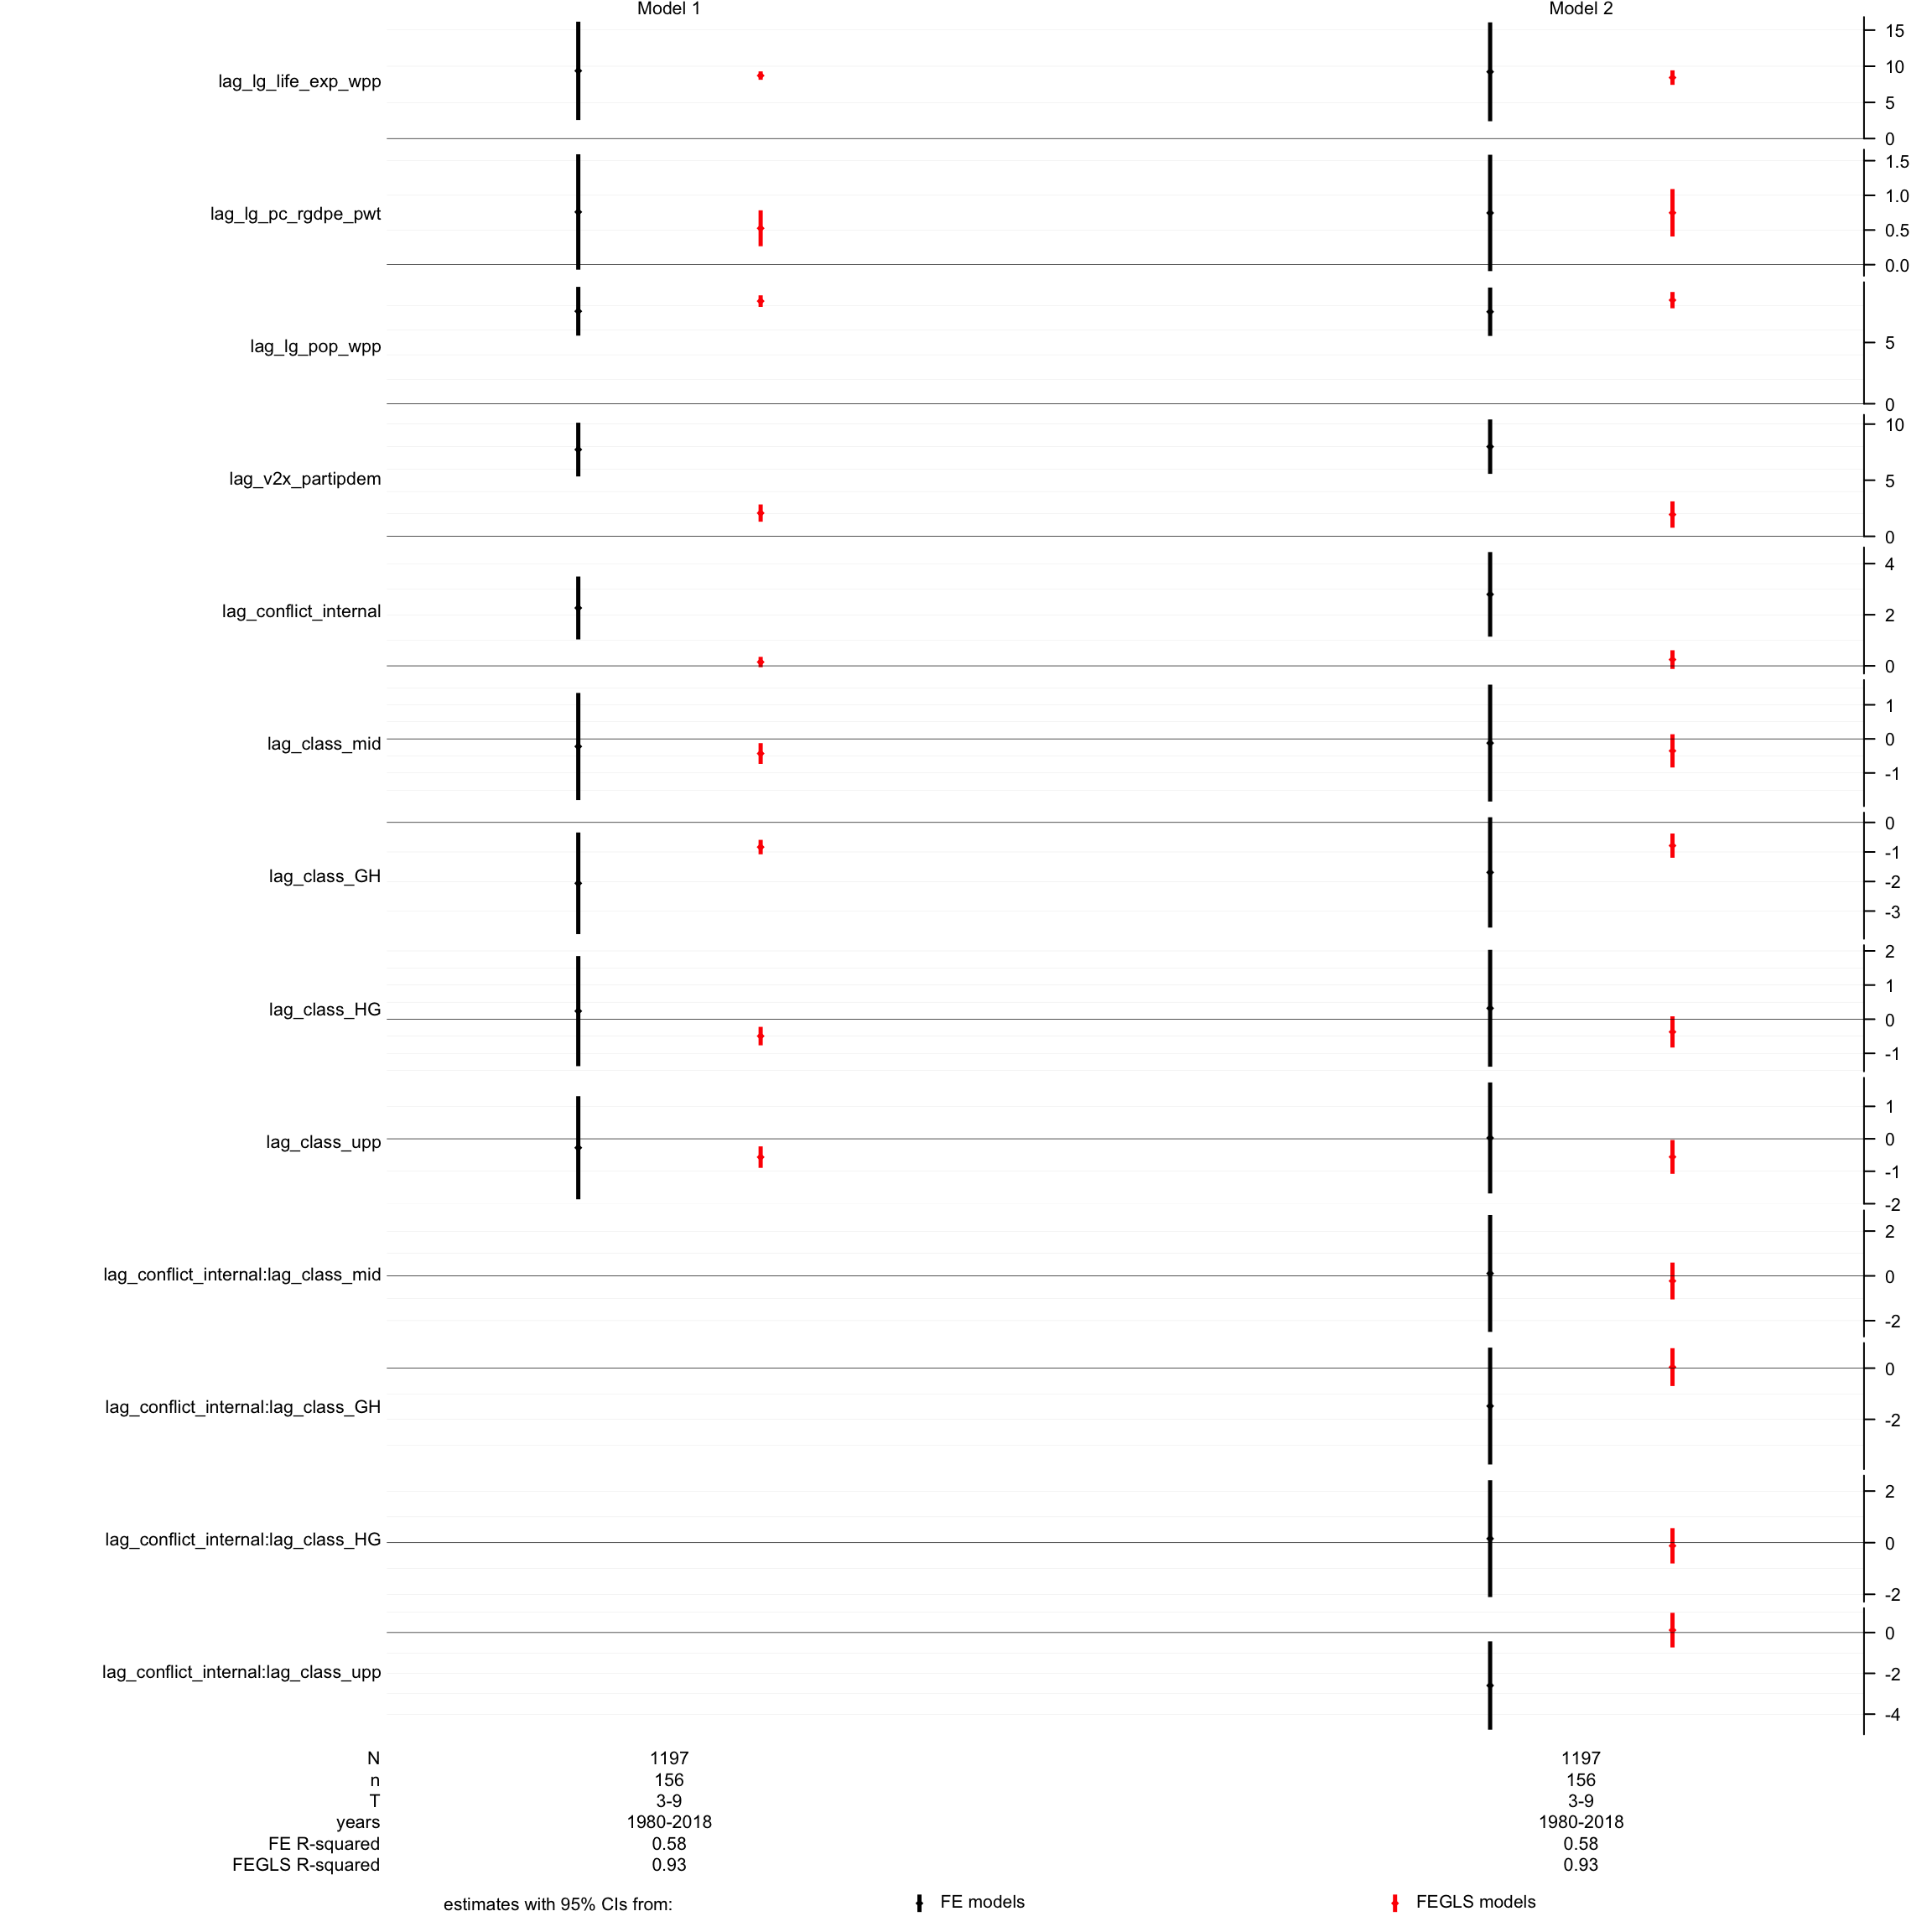 Model 1 Model 2
15
lag_lg_life_exp_wpp 10
5
0
1.5
lag_lg_pc_rgdpe_pwt 1.0
0.5
0.0
lag_lg_pop_wpp 5
0
10
lag_v2x_partipdem 5
0
4
lag_conflict_internal 2
0
1
lag_class_mid 0
-1
0
-1
lag_class_GH -2
-3
2
1
lag_class_HG 0
-1
1
lag_class_upp 0
-1
-2
2
lag_conflict_internal:lag_class_mid 0
-2
0
lag_conflict_internal:lag_class_GH -2
2
lag_conflict_internal:lag_class_HG 0
-2
0
lag_conflict_internal:lag_class_upp -2
-4
N 1197 1197
n 156 156
T 3-9 3-9
years 1980-2018 1980-2018
FE R-squared 0.58 0.58
FEGLS R-squared 0.93 0.93
estimates with 95% CIs from: FE models FEGLS models